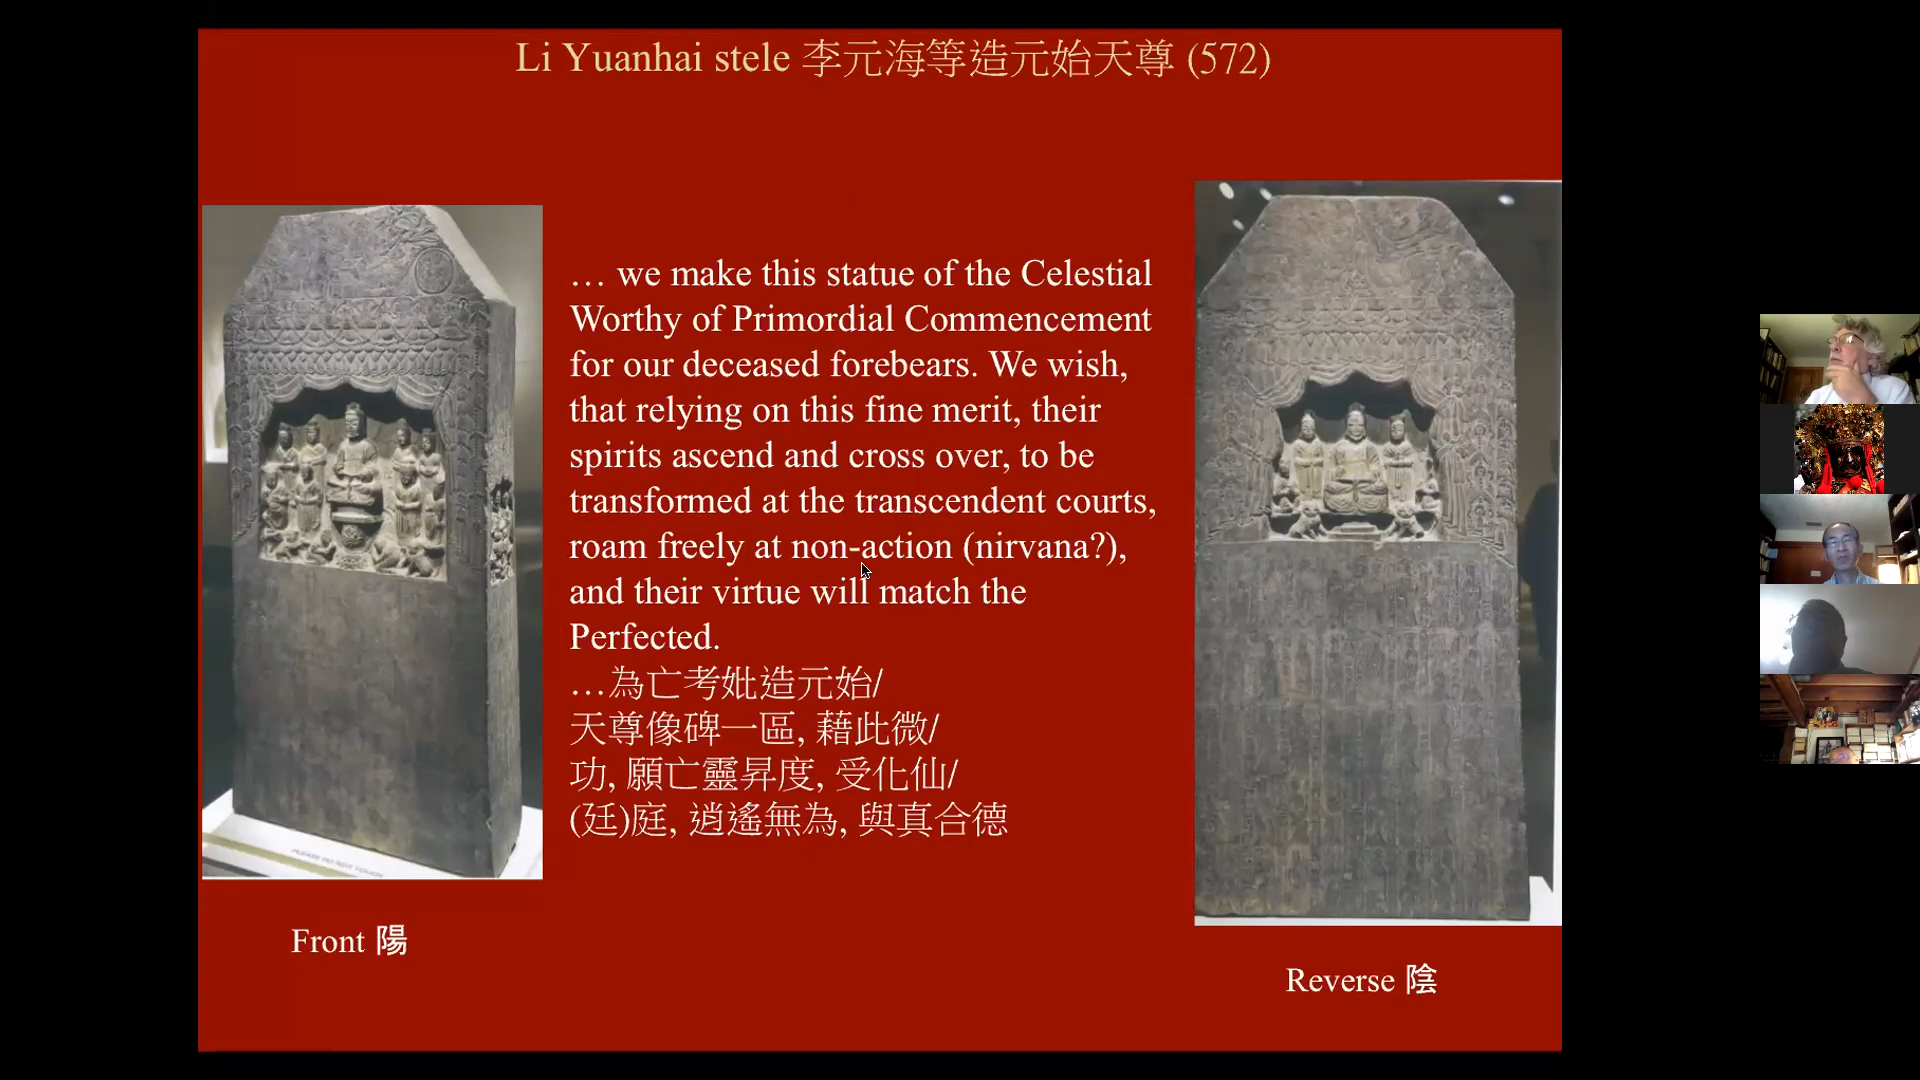 Li Yuanhai stele 李元海等造元始天尊 (572)
… we make this statue of the Celestial
Worthy of Primordial Commencement
for our deceased forebears. We wish,
that relying on this fine merit, their
spirits ascend and cross over, to be
transformed at the transcendent courts,
roam freely at non-action (nirvana?),
and their virtue will match the
Perfected.
…為亡考妣造元始/
天尊像碑一區, 藉此微/
功, 願亡靈昇度, 受化仙/
(廷)庭, 逍遙無為, 與真合德
PLEASE DO NOT TOUCH
Front 陽
Reverse 陰